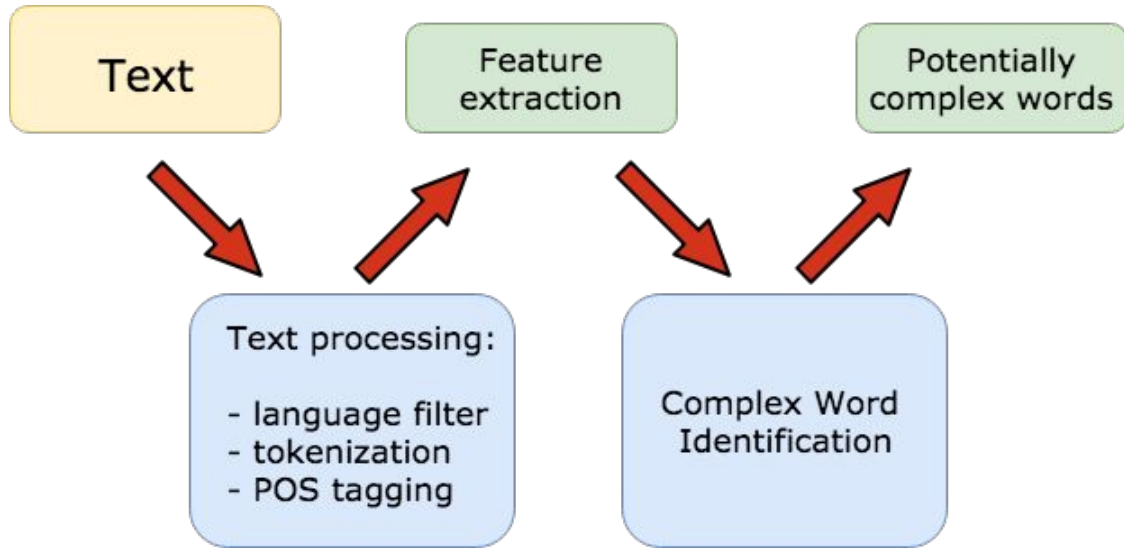 Text
Feature
extraction
Potentially
complex words
Text processing:
- language filter
- tokenization
- POS tagging
Complex Word
Identification